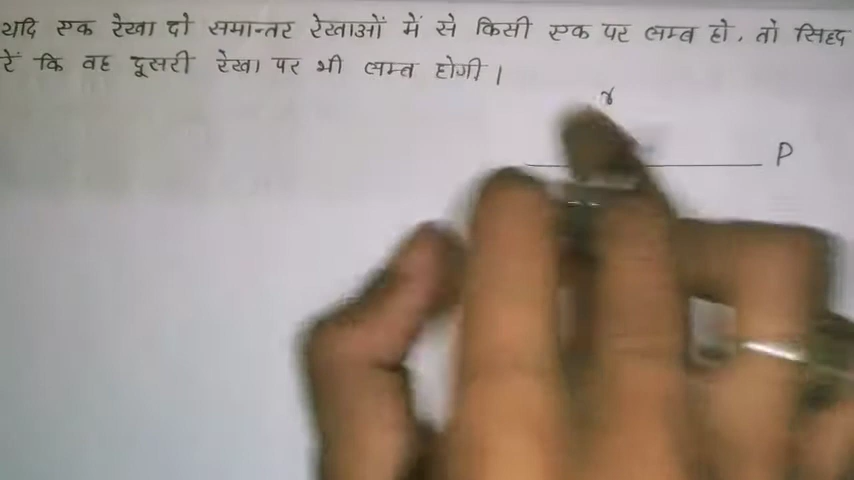 यदि एक रेखा दो समान्तर रेखाओं में से किसी एक पर लम्ब हो, तो सिद्द
रें कि वह दूसरी रेखा पर भी लम्ब होगी।
r
P